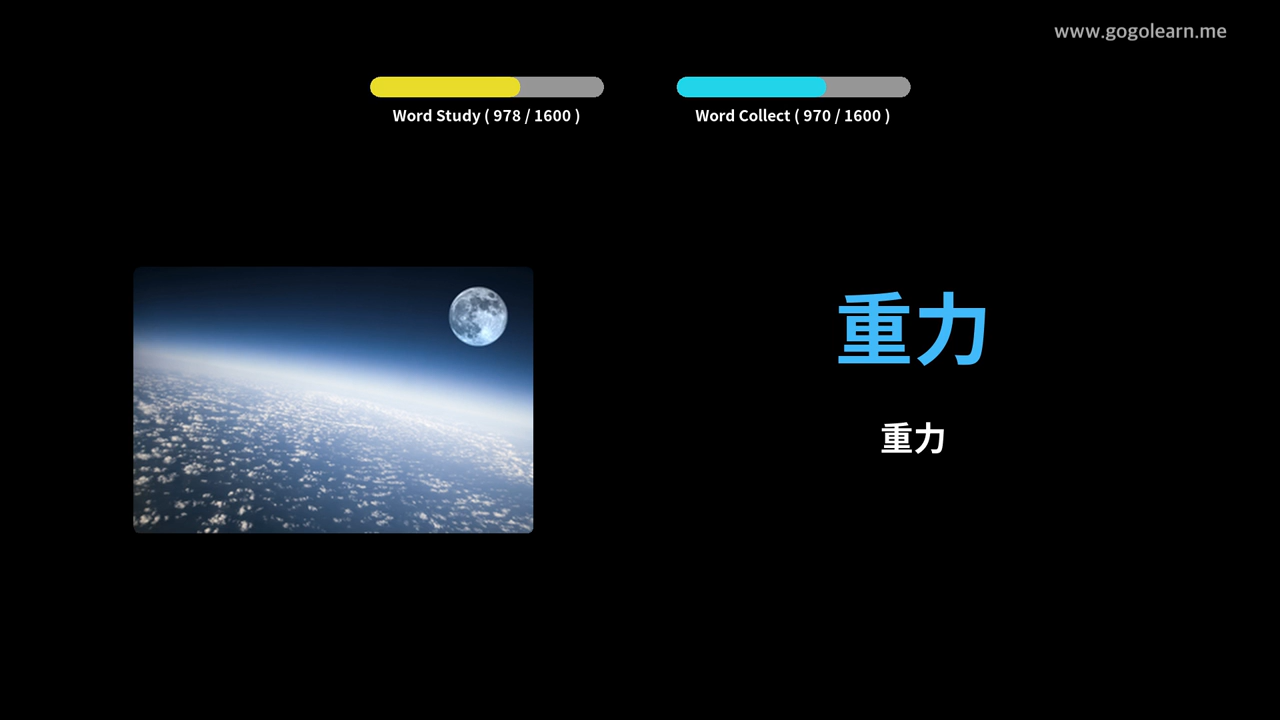 www.gogolearn.me
Word Study ( 978 / 1600 )
Word Collect ( 970 / 1600 )
重力
重力